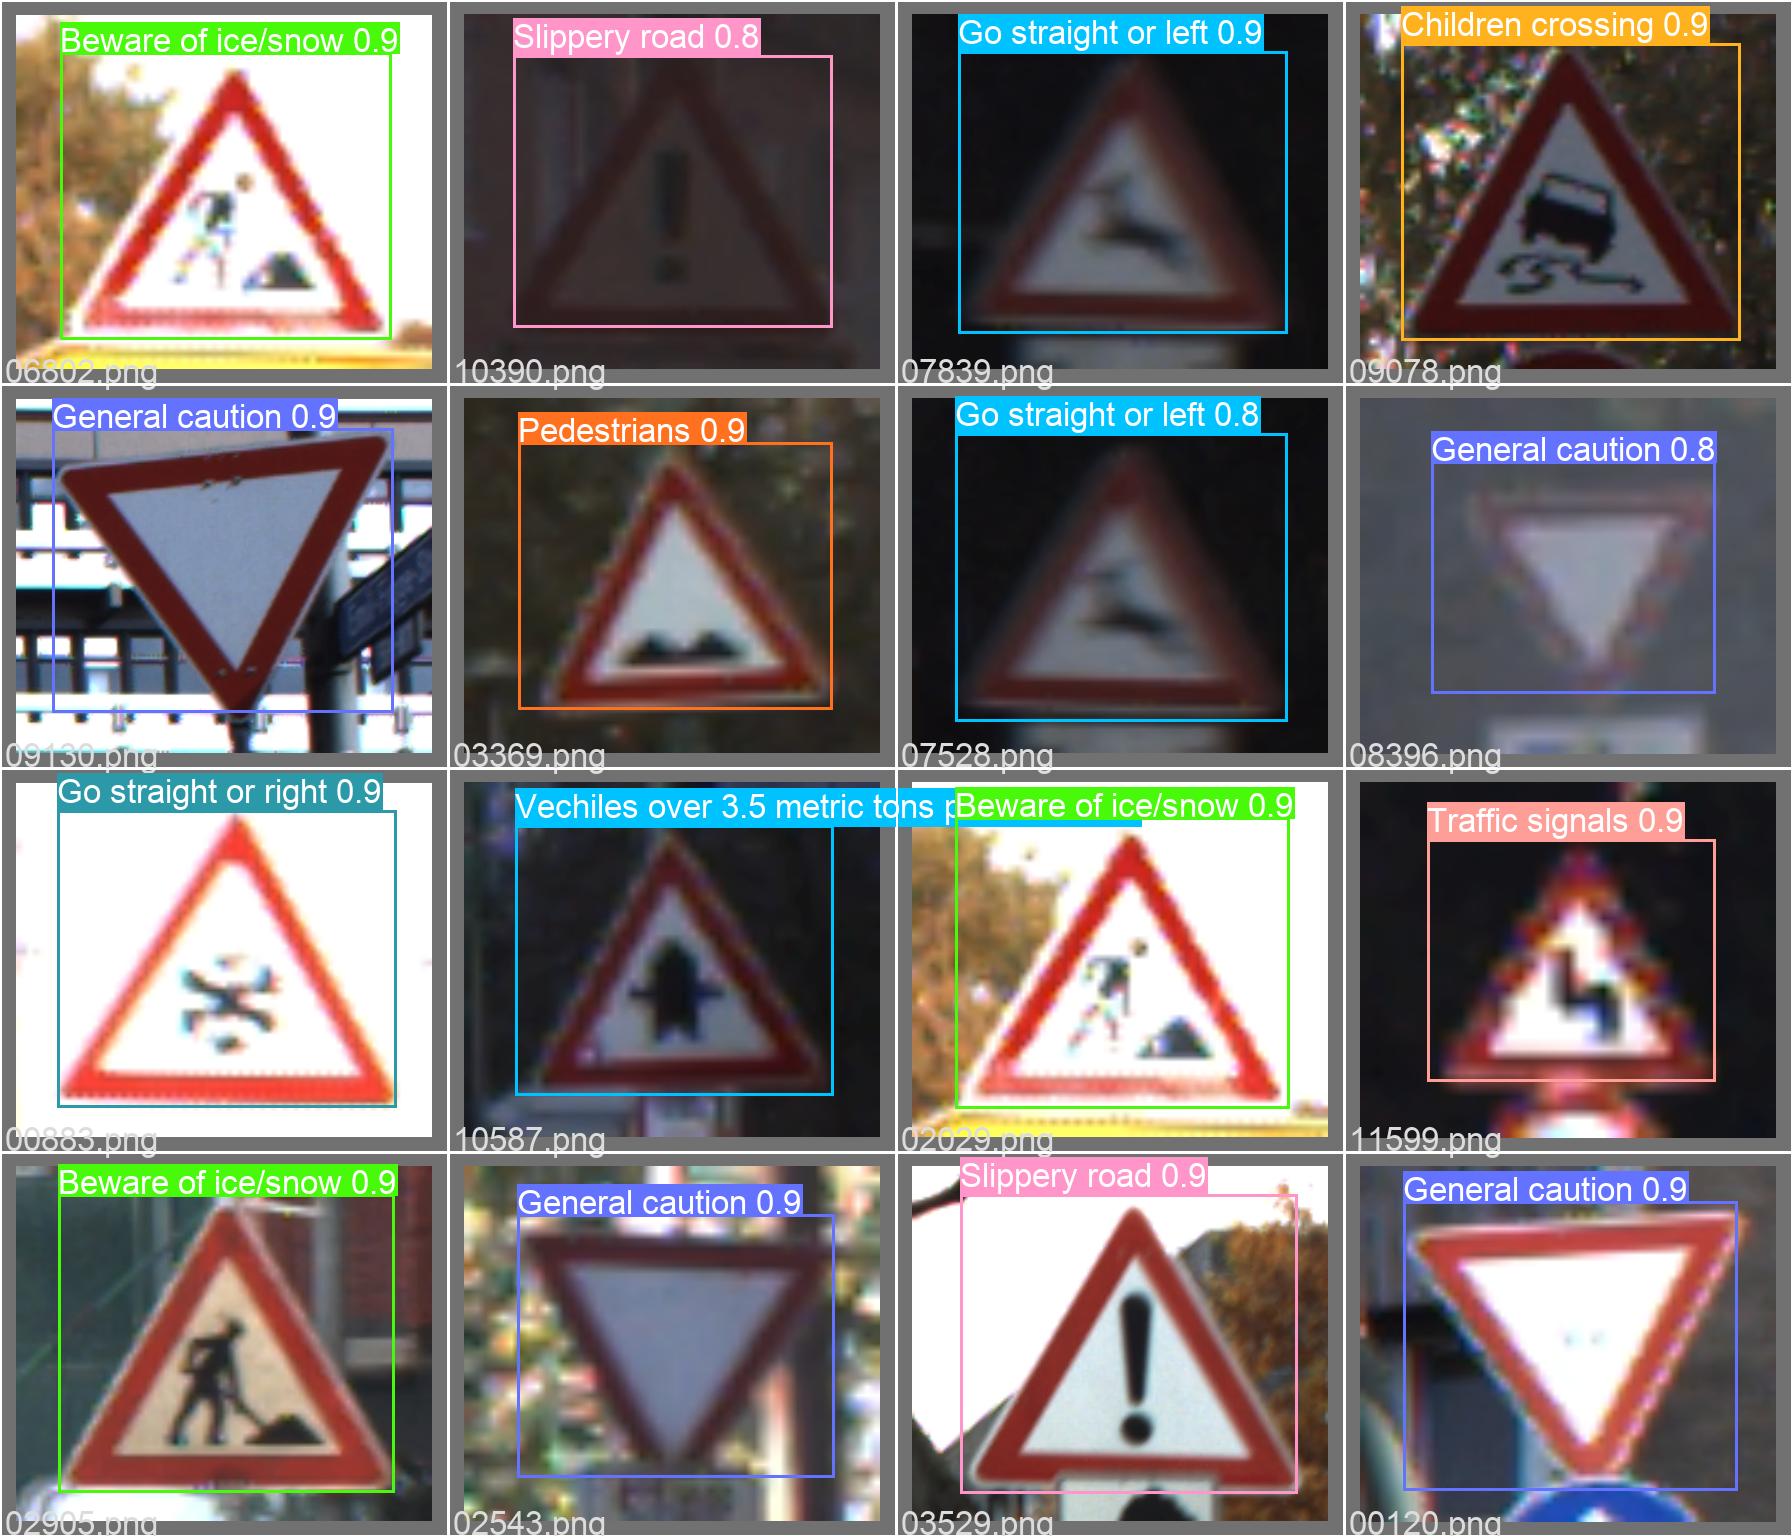 Beware of ice/snow 0.9
Slippery road 0.8
Go straight or left 0.9
Children crossing 0.9
06802.png
10390.png
07839.png
09078.png
General caution 0.9
Pedestrians 0.9
Go straight or left 0.8
General caution 0.8
09130.png
03369.png
07528.png
08396.png
Go straight or right 0.9
Vechiles over 3.5 metric tons p
Beware of ice/snow 0.9
Traffic signals 0.9
00883.png
10587.png
02029.png
11599.png
Beware of ice/snow 0.9
General caution 0.9
Slippery road 0.9
General caution 0.9
02905.png
02543.png
03529.png
00120.png